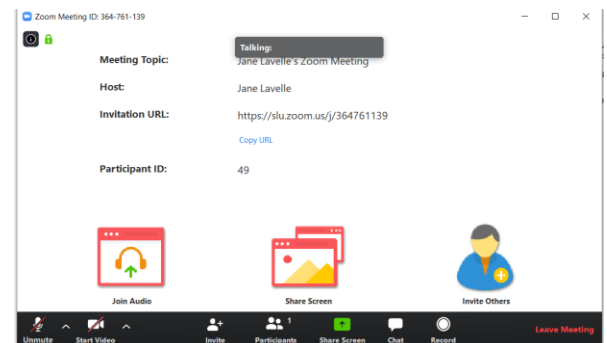 Zoom Meeting ID: 364-761-139
Talking:
Meeting Topic: Jane Lavelle's Zoom Meeting
Host: Jane Lavelle
Invitation URL: https://slu.zoom.us/j/364761139
Copy URL
Participant ID: 49
Join Audio Share Screen Invite Others
1
Unmute Start Video Invite Participants Share Screen Chat Record Leave Meeting